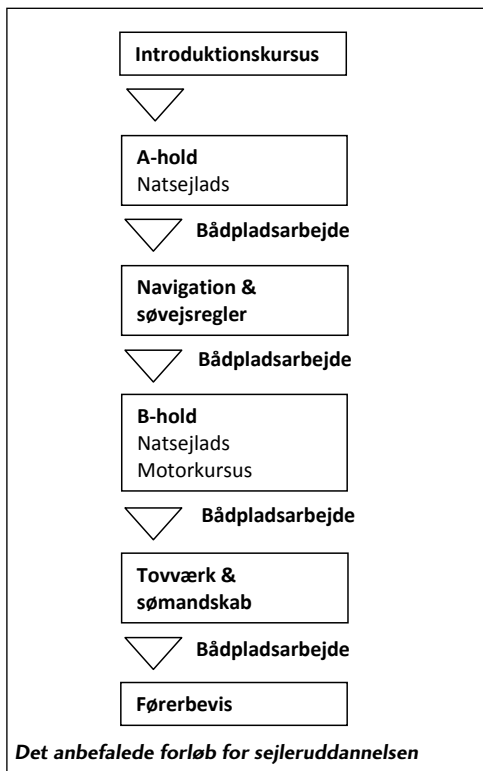 Introduktionskursus
A-hold
Natsejlads
Bådpladsarbejde
Navigation &
søvejsregler
Bådpladsarbejde
B-hold
Natsejlads
Motorkursus
Bådpladsarbejde
Tovværk &
sømandskab
Bådpladsarbejde
Førerbevis
Det anbefalede forløb for sejleruddannelsen